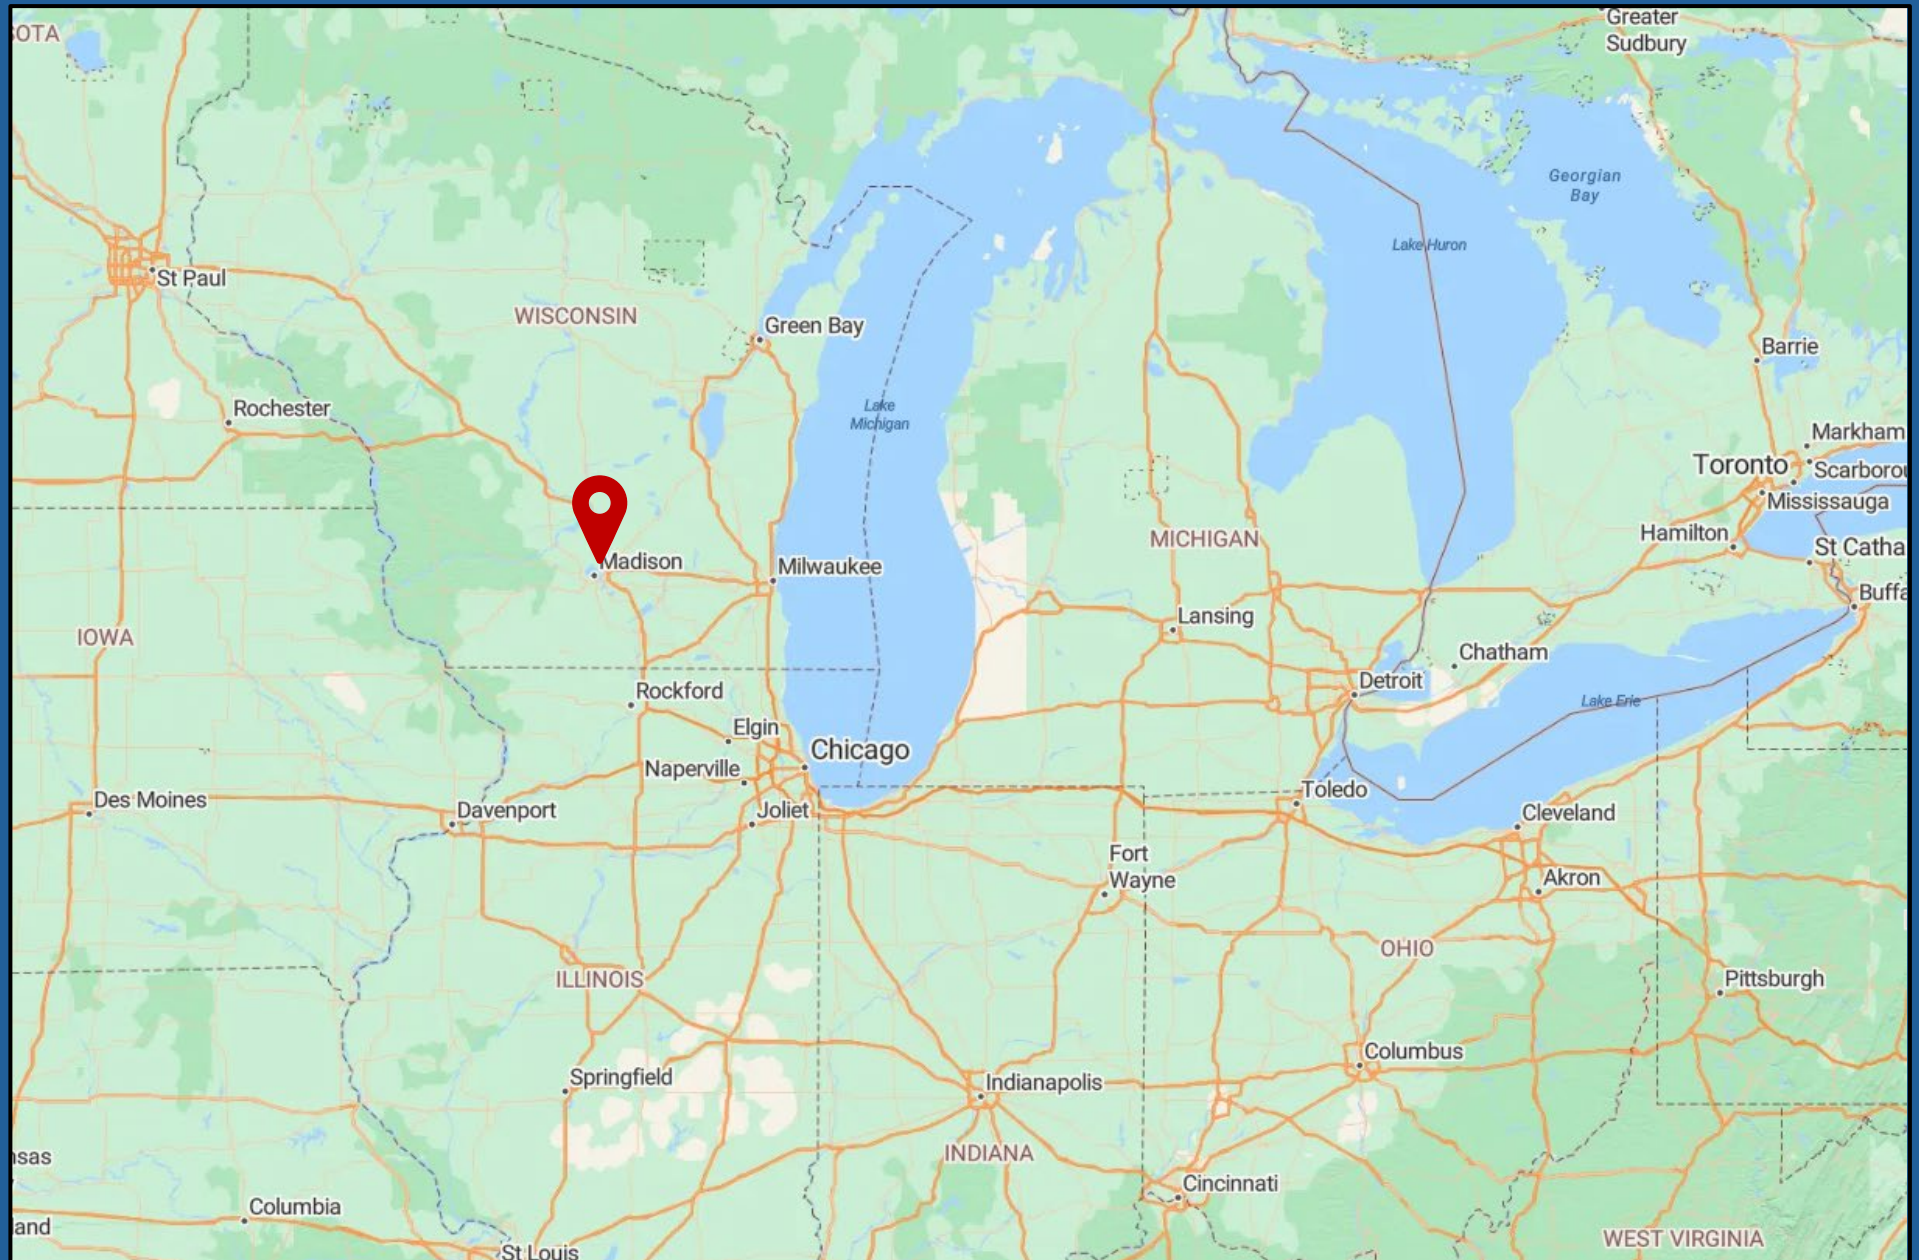 OTA
Greater
Sudbury
Georgian
Bay
Lake Huron
St Paul
WISCONSIN
Green Bay
Barrie
Rochester
Lake
Michigan
Markham
Toronto
Scarborou
Mississauga
MICHIGAN
Hamilton
St Catha
Madison
Milwaukee
Buffa
Lansing
IOWA
Chatham
Detroit
Rockford
Lake Erie
Elgin
Chicago
Naperville
Des Moines
Davenport
Joliet
Toledo
Cleveland
Fort
Wayne
Akron
OHIO
ILLINOIS
Pittsburgh
Columbus
Springfield
Indianapolis
INDIANA
nsas
Cincinnati
Columbia
land
WEST VIRGINIA
St Louis